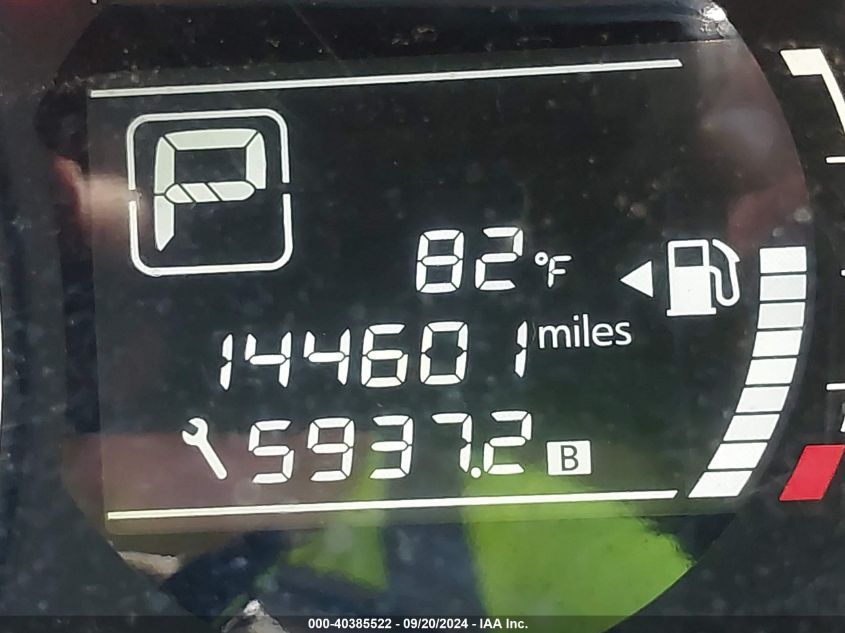 P
82 °F
144601 miles
5937.2 B
000-40385522 - 09/20/2024 - IAA Inc.